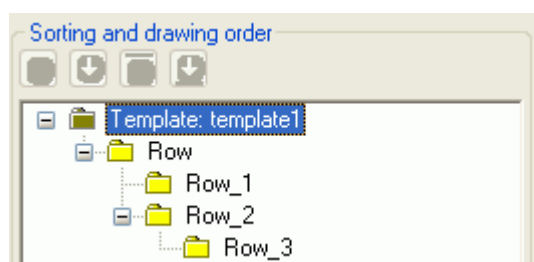 Sorting and drawing order
Template: template1
Row
Row_1
Row_2
Row_3